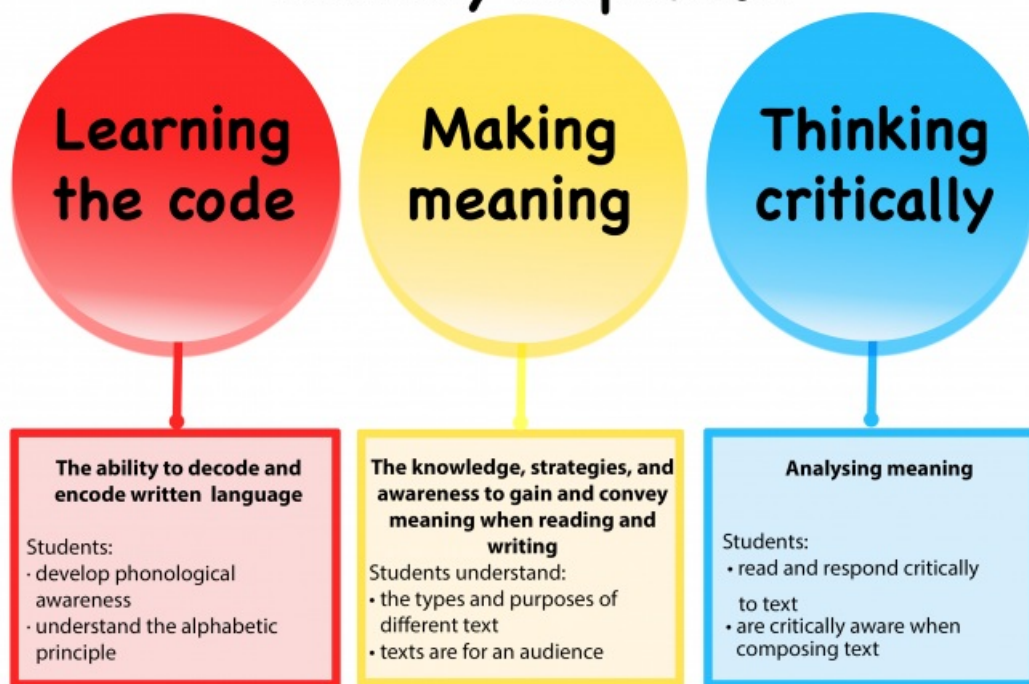 Learning
the code
Making
meaning
Thinking
critically
The ability to decode and
encode written language
Students:
· develop phonological
awareness
· understand the alphabetic
principle
The knowledge, strategies, and
awareness to gain and convey
meaning when reading and
writing
Students understand:
• the types and purposes of
different text
• texts are for an audience
Analysing meaning
Students:
• read and respond critically
to text
• are critically aware when
composing text